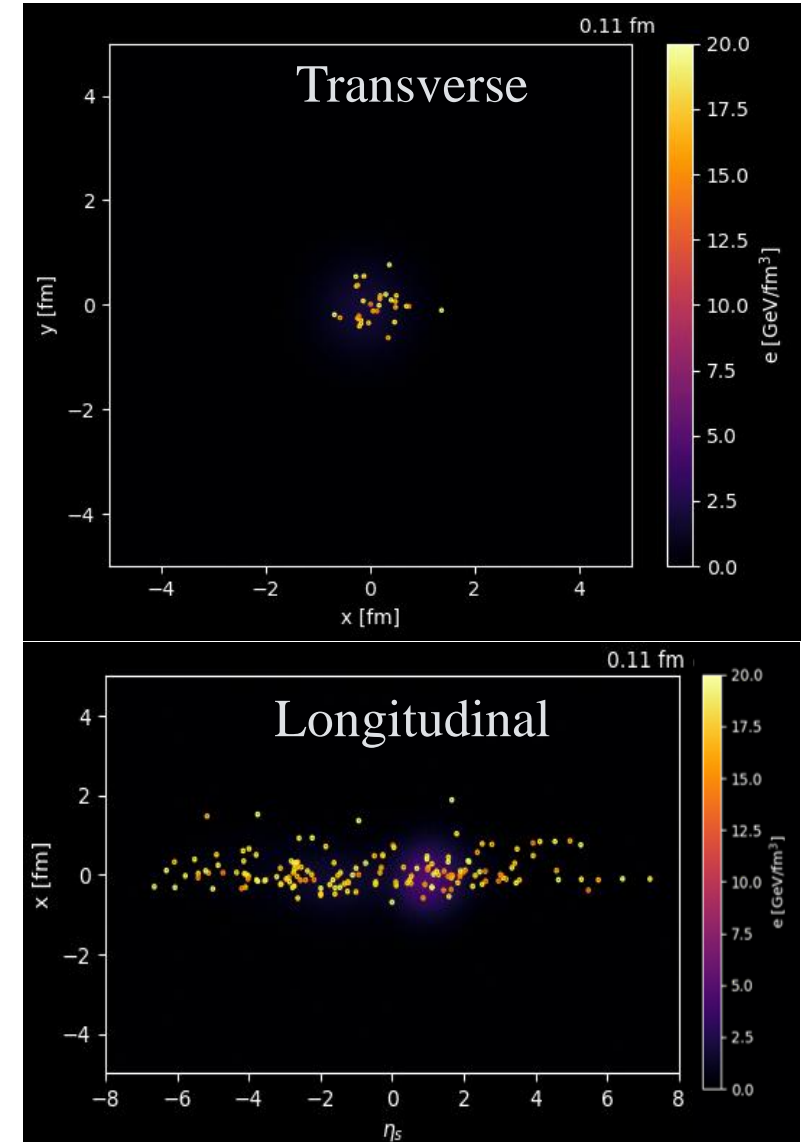 0.11 fm
Transverse
4
2
0
−2
−4
y [fm]
−4 −2 0 2 4
x [fm]
20.0
17.5
15.0
12.5
10.0
7.5
5.0
2.5
0.0
e [GeV/fm³]
0.11 fm
Longitudinal
4
2
0
−2
−4
x [fm]
−8 −6 −4 −2 0 2 4 6 8
ηs
20.0
17.5
15.0
12.5
10.0
7.5
5.0
2.5
0.0
e [GeV/fm³]